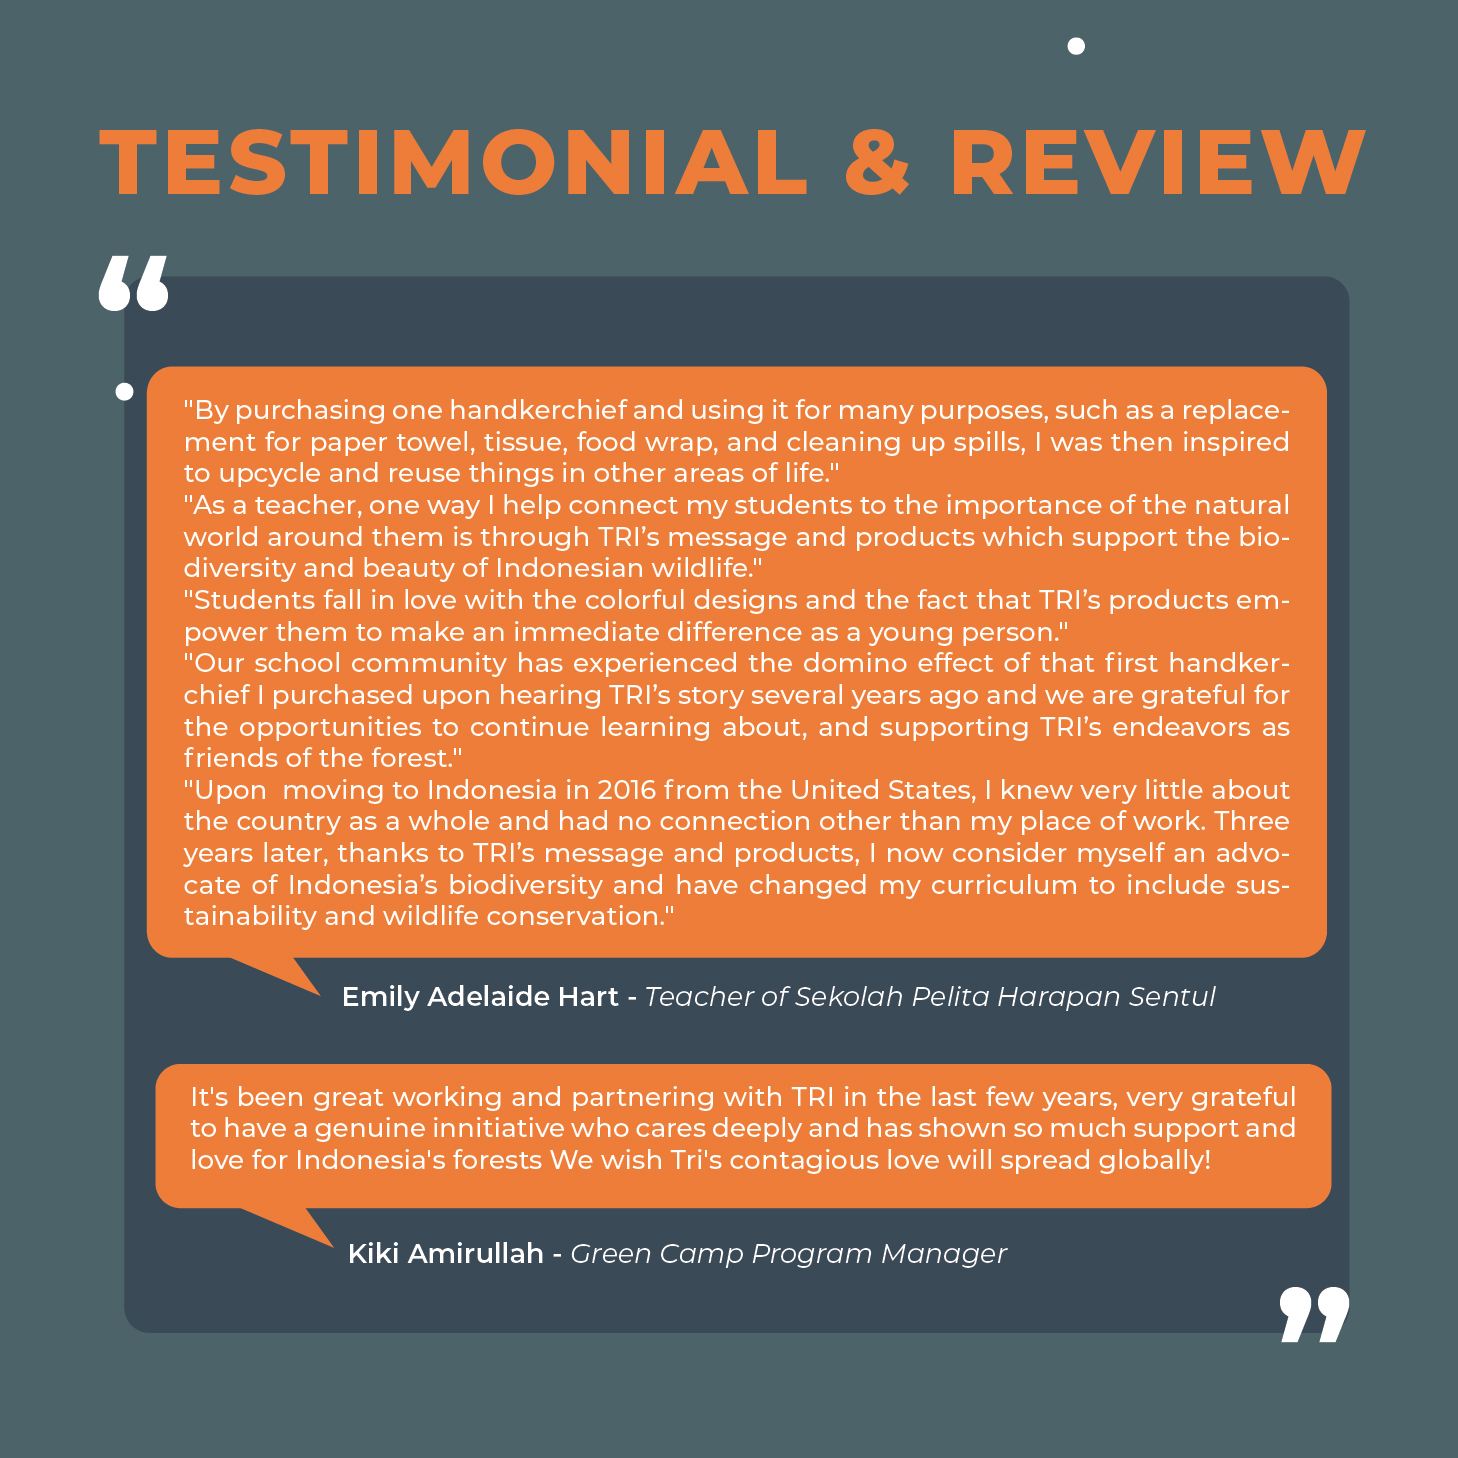 TESTIMONIAL & REVIEW
“
"By purchasing one handkerchief and using it for many purposes, such as a replace-
ment for paper towel, tissue, food wrap, and cleaning up spills, I was then inspired
to upcycle and reuse things in other areas of life."
"As a teacher, one way I help connect my students to the importance of the natural
world around them is through TRI’s message and products which support the bio-
diversity and beauty of Indonesian wildlife."
"Students fall in love with the colorful designs and the fact that TRI’s products em-
power them to make an immediate difference as a young person."
"Our school community has experienced the domino effect of that first handker-
chief I purchased upon hearing TRI’s story several years ago and we are grateful for
the opportunities to continue learning about, and supporting TRI’s endeavors as
friends of the forest."
"Upon  moving to Indonesia in 2016 from the United States, I knew very little about
the country as a whole and had no connection other than my place of work. Three
years later, thanks to TRI’s message and products, I now consider myself an advo-
cate of Indonesia’s biodiversity and have changed my curriculum to include sus-
tainability and wildlife conservation."
Emily Adelaide Hart - Teacher of Sekolah Pelita Harapan Sentul
It's been great working and partnering with TRI in the last few years, very grateful
to have a genuine innitiative who cares deeply and has shown so much support and
love for Indonesia's forests We wish Tri's contagious love will spread globally!
Kiki Amirullah - Green Camp Program Manager
”